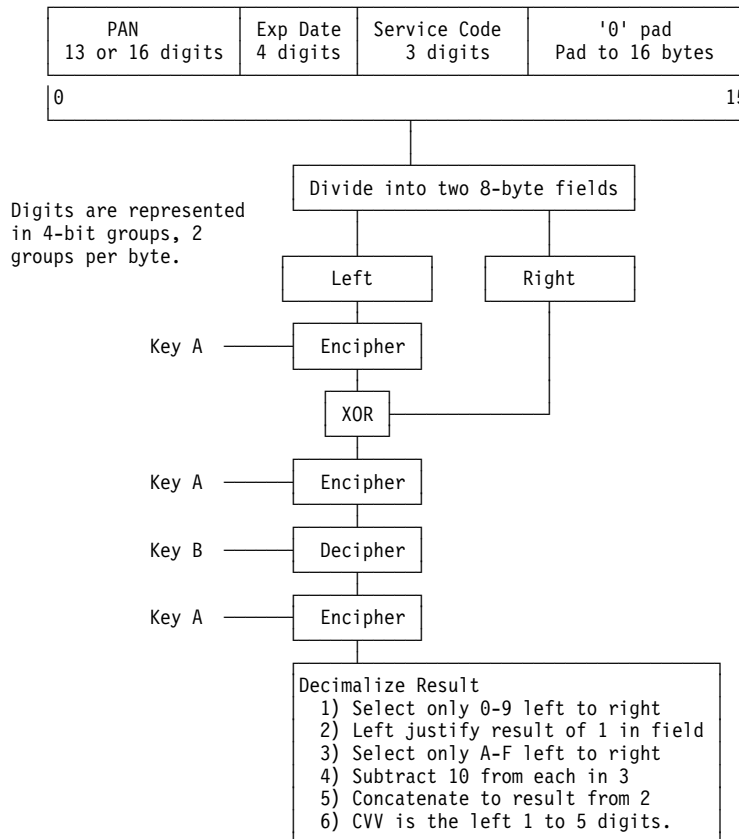 PAN Exp Date Service Code '0' pad
13 or 16 digits 4 digits 3 digits Pad to 16 bytes
0 15
Divide into two 8-byte fields
Digits are represented
in 4-bit groups, 2
groups per byte.
Left Right
Key A Encipher
XOR
Key A Encipher
Key B Decipher
Key A Encipher
Decimalize Result
1) Select only 0-9 left to right
2) Left justify result of 1 in field
3) Select only A-F left to right
4) Subtract 10 from each in 3
5) Concatenate to result from 2
6) CVV is the left 1 to 5 digits.